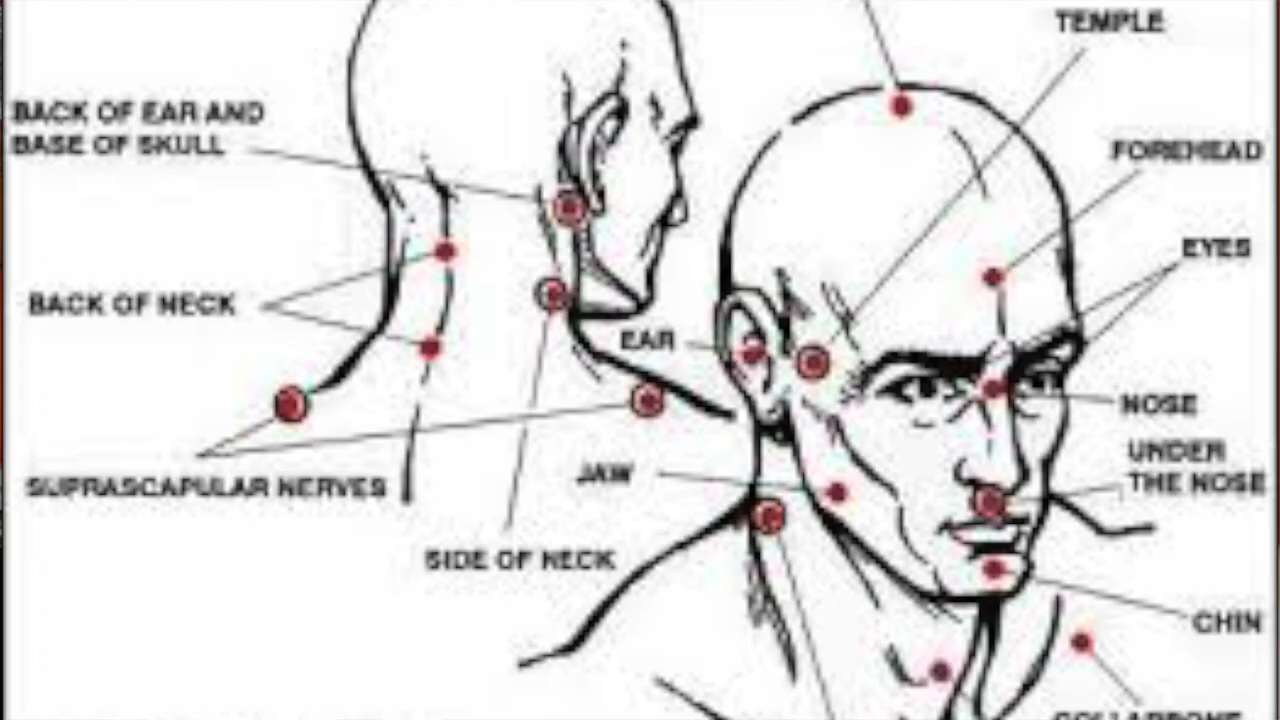 TEMPLE
BACK OF EAR AND
BASE OF SKULL
FOREHEAD
EYES
BACK OF NECK
EAR
NOSE
UNDER
THE NOSE
JAW
SUPRASCAPULAR NERVES
SIDE OF NECK
CHIN
COLLARBONE